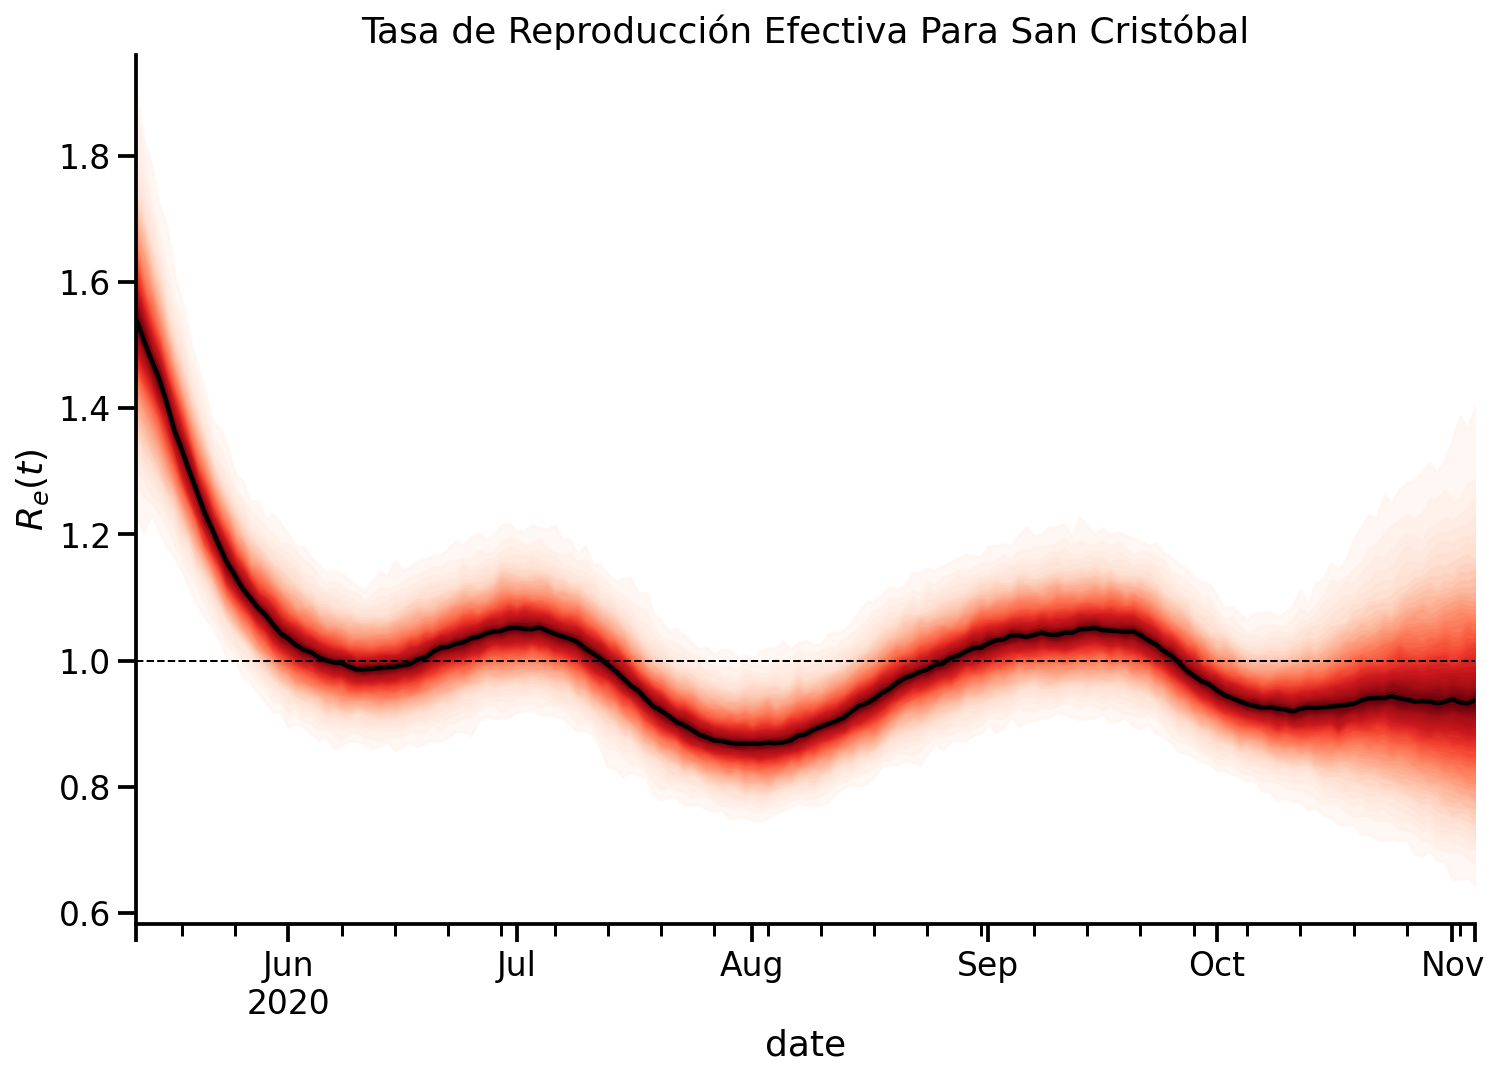 Tasa de Reproducción Efectiva Para San Cristóbal
1.8
1.6
1.4
1.2
1.0
0.8
0.6
R_e(t)
Jun Jul Aug Sep Oct Nov
2020
date